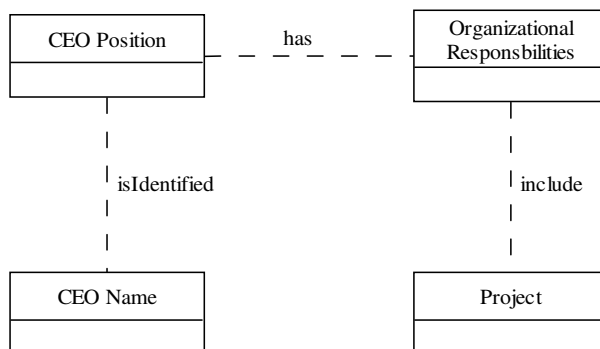 CEO Position
has
Organizational
Responsbilities
isIdentified
include
CEO Name
Project